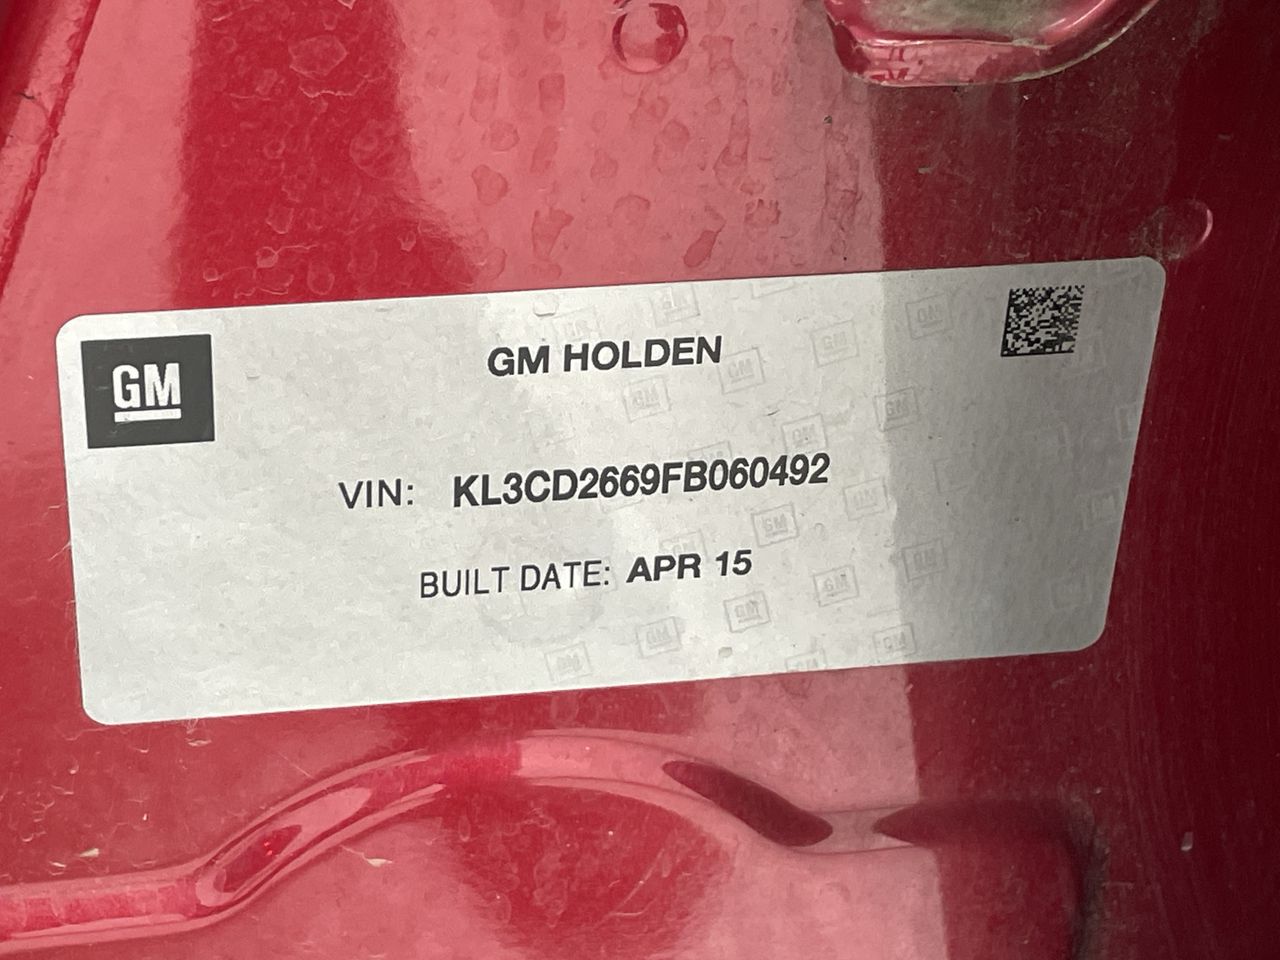 GM
GM HOLDEN
VIN: KL3CD2669FB060492
BUILT DATE: APR 15